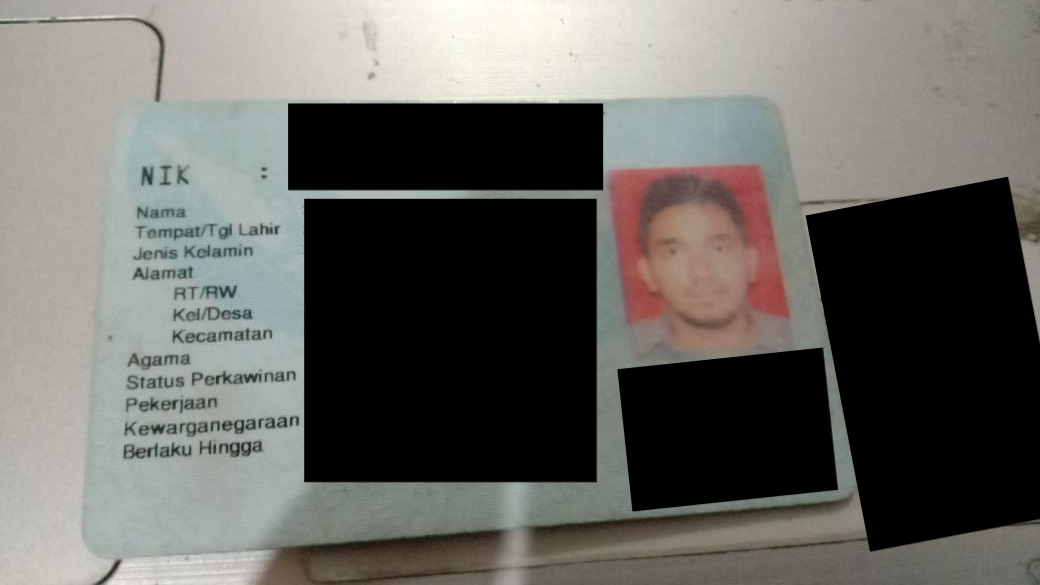 NIK :
Nama
Tempat/Tgl Lahir
Jenis Kelamin
Alamat
RT/RW
Kel/Desa
Kecamatan
Agama
Status Perkawinan
Pekerjaan
Kewarganegaraan
Berlaku Hingga